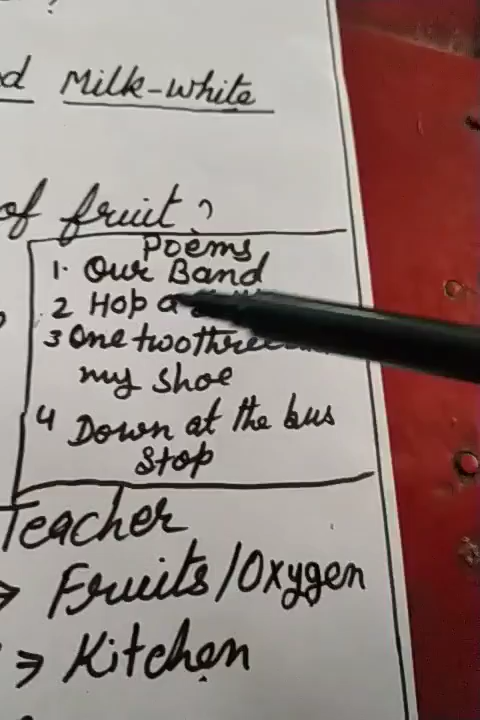 d Milk-white
of fruit?
Poems
1. Our Band
2 Hop a
3 One two three
my shoe
4 Down at the bus
Stop
Teacher
→ Fruits/Oxygen
⇒ Kitchen